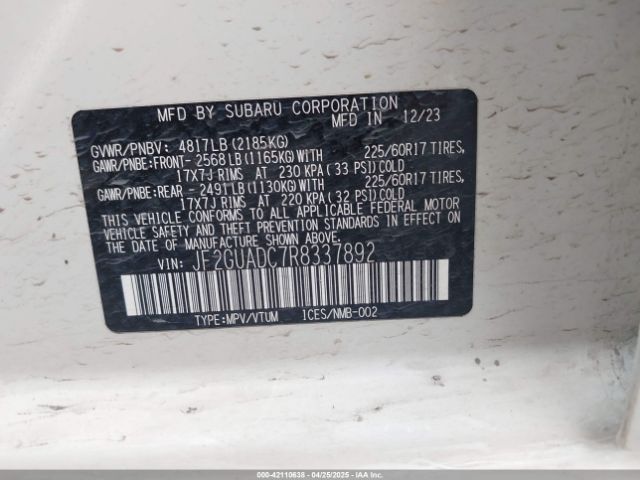 MFD BY SUBARU CORPORATION
MFD IN 12/23
GVWR/PNBV: 4817LB (2185KG)
GAWR/PNBE:FRONT- 2568LB(1165KG)WITH 225/60R17 TIRES,
17X7J RIMS AT 230 KPA (33 PSI)COLD
GAWR/PNBE:REAR - 2491LB(1130KG)WITH 225/60R17 TIRES,
17X7J RIMS AT 220 KPA (32 PSI)COLD
THIS VEHICLE CONFORMS TO ALL APPLICABLE FEDERAL MOTOR
VEHICLE SAFETY AND THEFT PREVENTION STANDARDS IN EFFECT ON
THE DATE OF MANUFACTURE SHOWN ABOVE.
VIN: JF2GUADC7R8337892
TYPE:MPV/VTUM ICES/NMB-002
000-42110638 - 04/25/2025 - IAAI.com